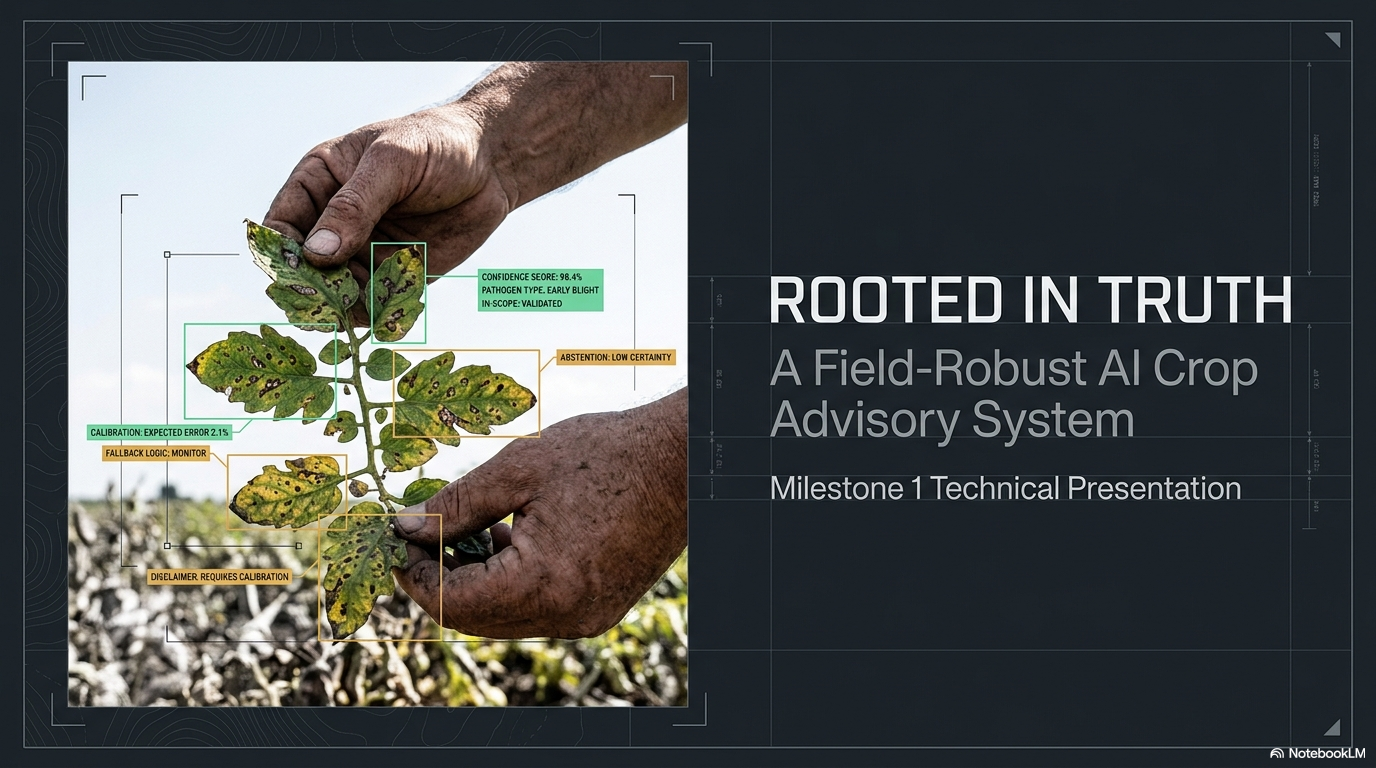 CONFIDENCE SEORE: 98.4%
PATHOGEN TYPE. EARLY BLIGHT
IN-SCOPE: VALIDATED
ABSTENTION: LOW CERTAINTY
CALIBRATION: EXPECTED ERROR 2.1%
FALLBACK LOGIC: MONITOR
DISCLAIMER. REQUIKES CALIBRATION
ROOTED IN TRUTH
A Field-Robust AI Crop
Advisory System
Milestone 1 Technical Presentation
NotebookLM